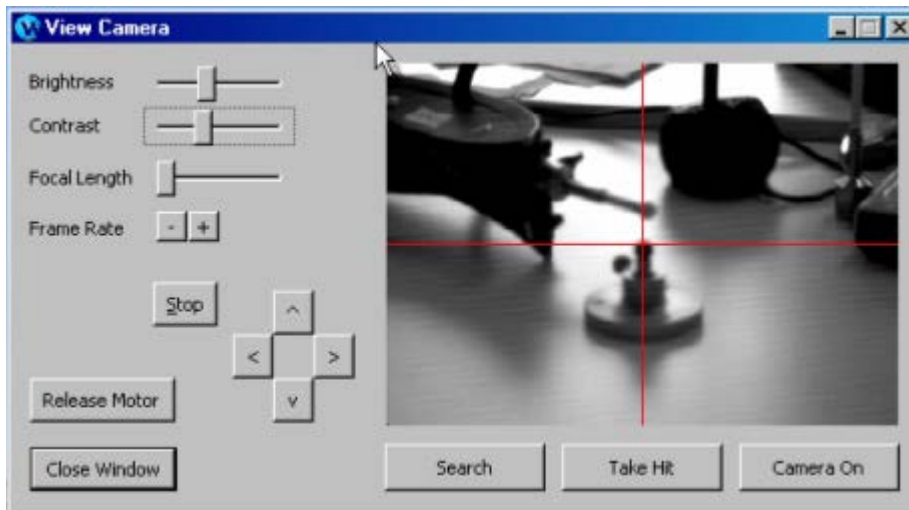 View Camera
Brightness
Contrast
Focal Length
Frame Rate - +
Stop
^
< >
v
Release Motor
Close Window
Search Take Hit Camera On